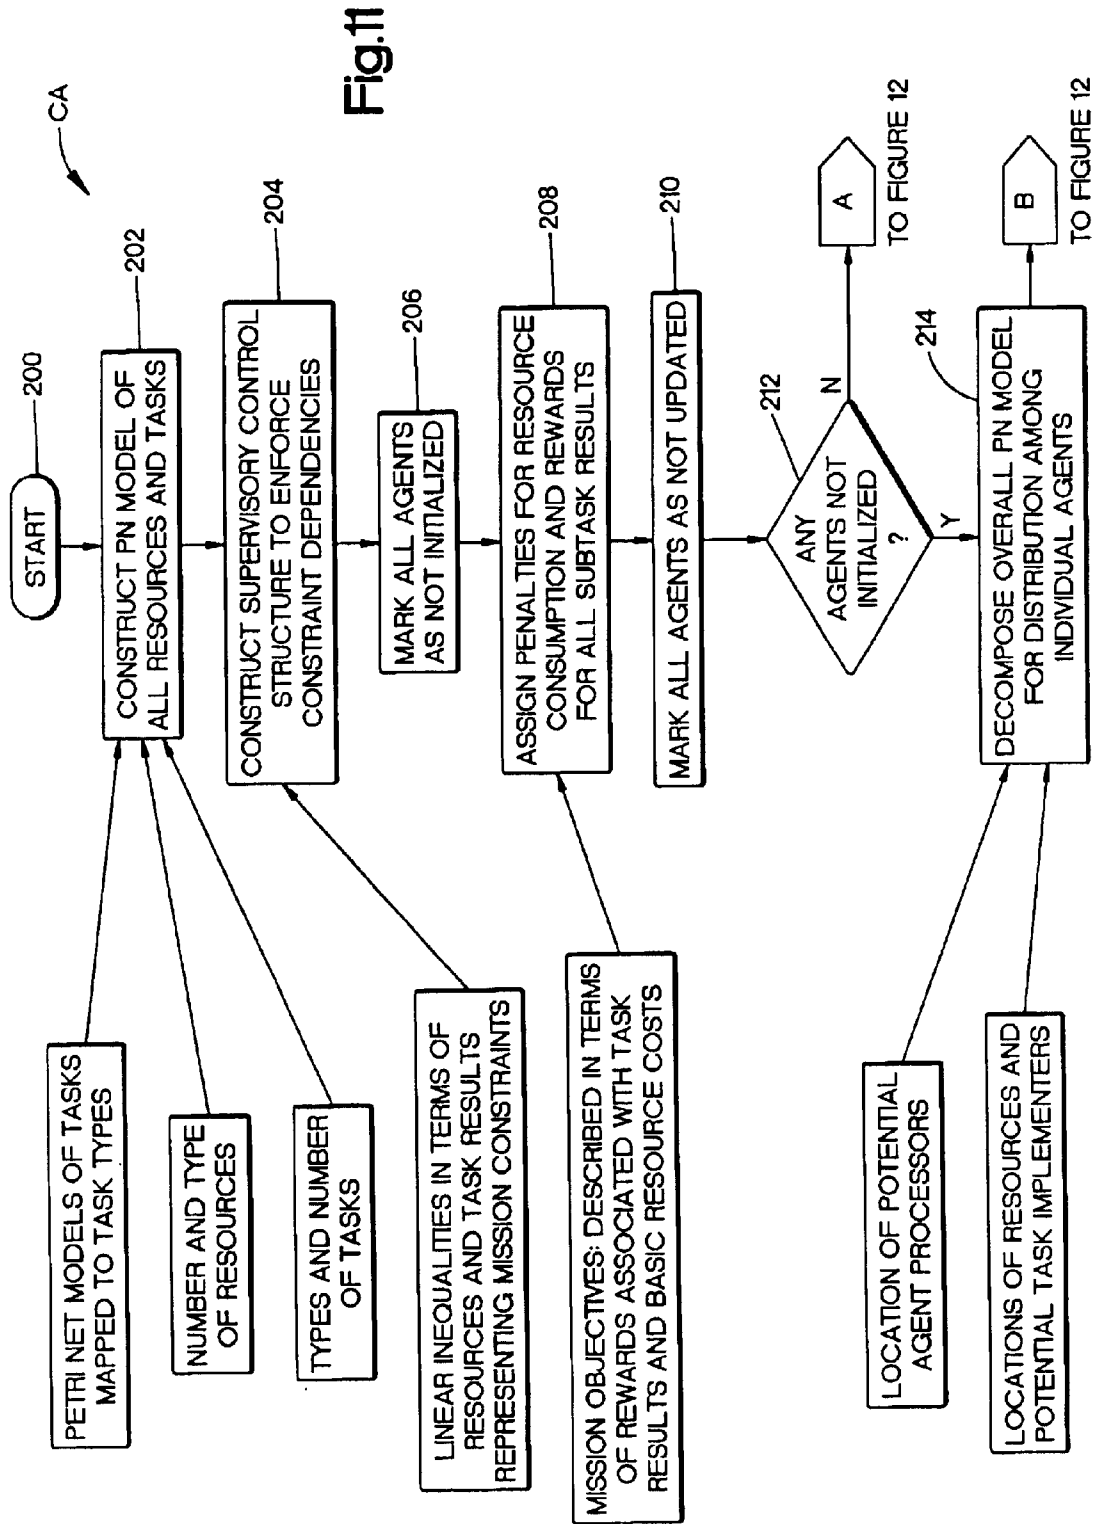 Fig.11
CA
START
200
PETRI NET MODELS OF TASKS
MAPPED TO TASK TYPES
NUMBER AND TYPE
OF RESOURCES
TYPES AND NUMBER
OF TASKS
CONSTRUCT PN MODEL OF
ALL RESOURCES AND TASKS
202
LINEAR INEQUALITIES IN TERMS OF
RESOURCES AND TASK RESULTS
REPRESENTING MISSION CONSTRAINTS
CONSTRUCT SUPERVISORY CONTROL
STRUCTURE TO ENFORCE
CONSTRAINT DEPENDENCIES
204
MARK ALL AGENTS
AS NOT INITIALIZED
206
MISSION OBJECTIVES: DESCRIBED IN TERMS
OF REWARDS ASSOCIATED WITH TASK
RESULTS AND BASIC RESOURCE COSTS
ASSIGN PENALTIES FOR RESOURCE
CONSUMPTION AND REWARDS
FOR ALL SUBTASK RESULTS
208
MARK ALL AGENTS AS NOT UPDATED
210
ANY
AGENTS NOT
INITIALIZED
?
212
N
A
TO FIGURE 12
Y
LOCATION OF POTENTIAL
AGENT PROCESSORS
LOCATIONS OF RESOURCES AND
POTENTIAL TASK IMPLEMENTERS
DECOMPOSE OVERALL PN MODEL
FOR DISTRIBUTION AMONG
INDIVIDUAL AGENTS
214
B
TO FIGURE 12